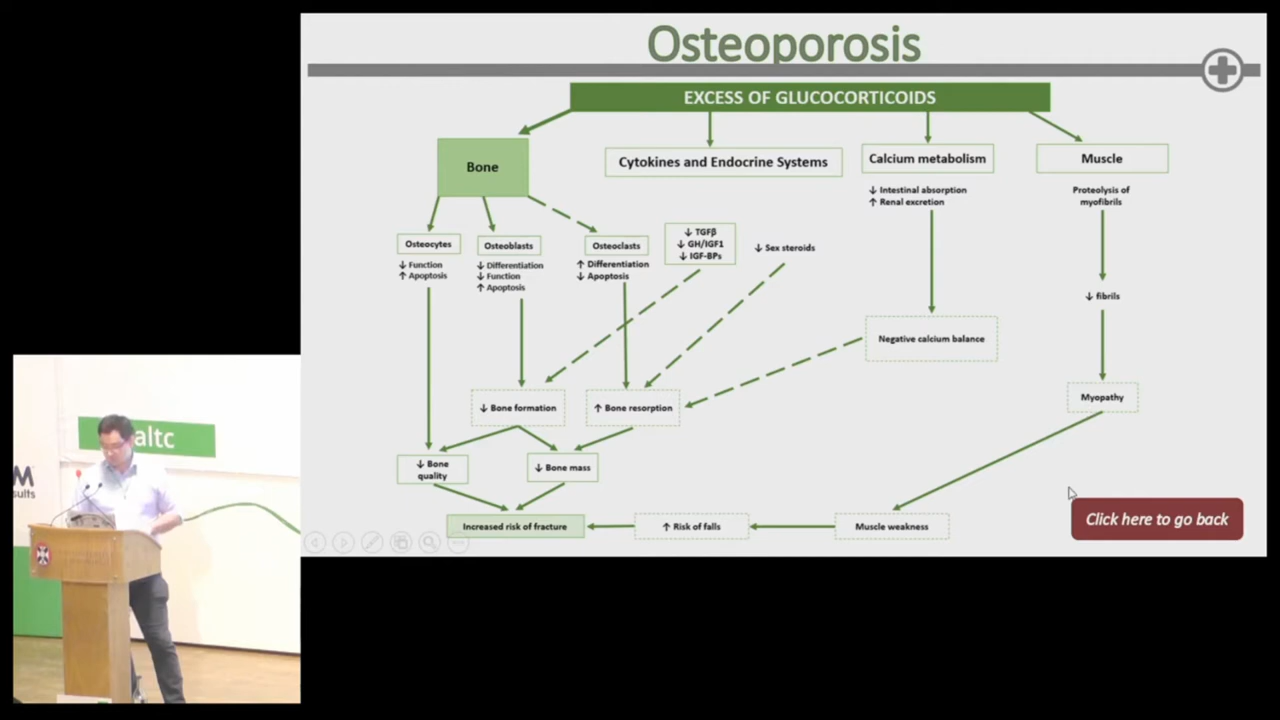 Osteoporosis
EXCESS OF GLUCOCORTICOIDS
Bone
Cytokines and Endocrine Systems
Calcium metabolism
Muscle
↓ Intestinal absorption
↑ Renal excretion
Proteolysis of
myofibrils
Osteocytes
↓ Function
↑ Apoptosis
Osteoblasts
↓ Differentiation
↓ Function
↑ Apoptosis
Osteoclasts
↑ Differentiation
↓ Apoptosis
↓ TGFβ
↓ GH/IGF1
↓ IGF-BPs
↓ Sex steroids
↓ fibrils
Negative calcium balance
Myopathy
↓ Bone formation
↑ Bone resorption
↓ Bone
quality
↓ Bone mass
Increased risk of fracture
↑ Risk of falls
Muscle weakness
Click here to go back
altc
M
sults